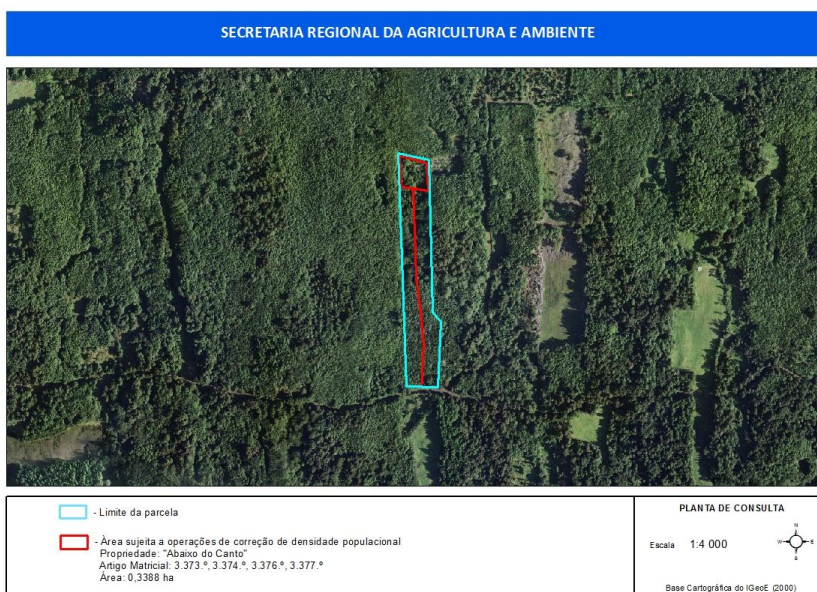 SECRETARIA REGIONAL DA AGRICULTURA E AMBIENTE
- Limite da parcela
- Àrea sujeita a operações de correção de densidade populacional
Propriedade: "Abaixo do Canto"
Artigo Matricial: 3.373.º, 3.374.º, 3.376.º, 3.377.º
Área: 0,3388 ha
PLANTA DE CONSULTA
Escala 1:4 000
N
W E
S
Base Cartográfica do IGeoE (2000)